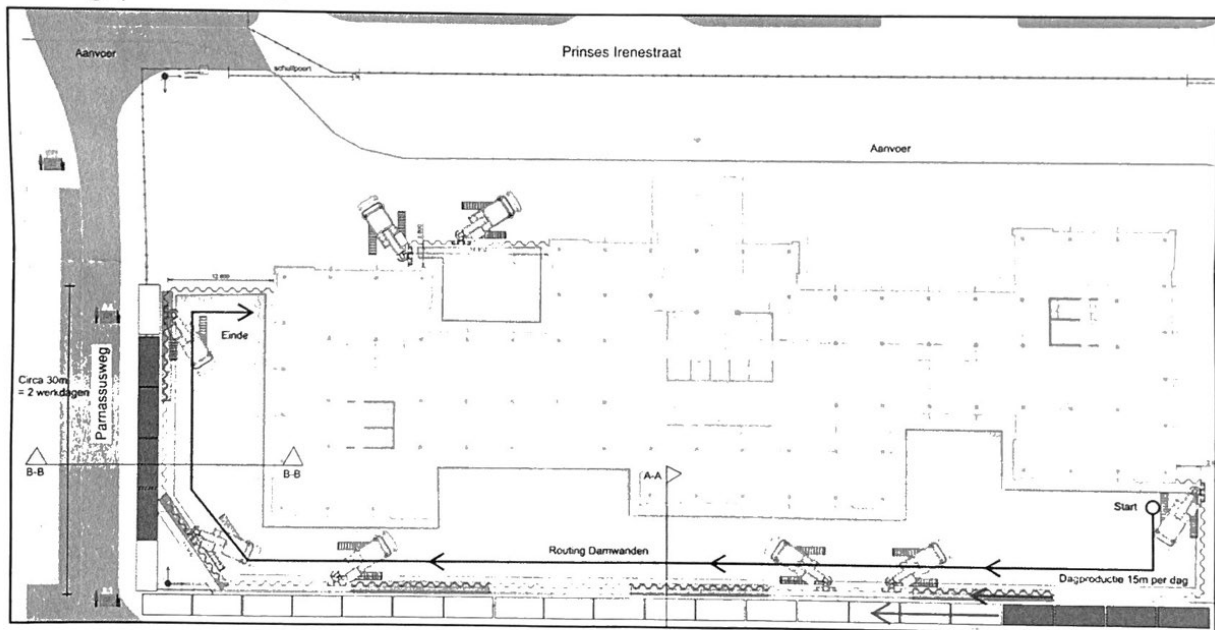 Aanvoer
Prinses Irenestraat
schuifpoort
Aanvoer
12.600
Einde
Circa 30m
= 2 werkdagen
Parnassusweg
B-B
B-B
A-A
Start
Routing Damwanden
Dagproductie 15m per dag